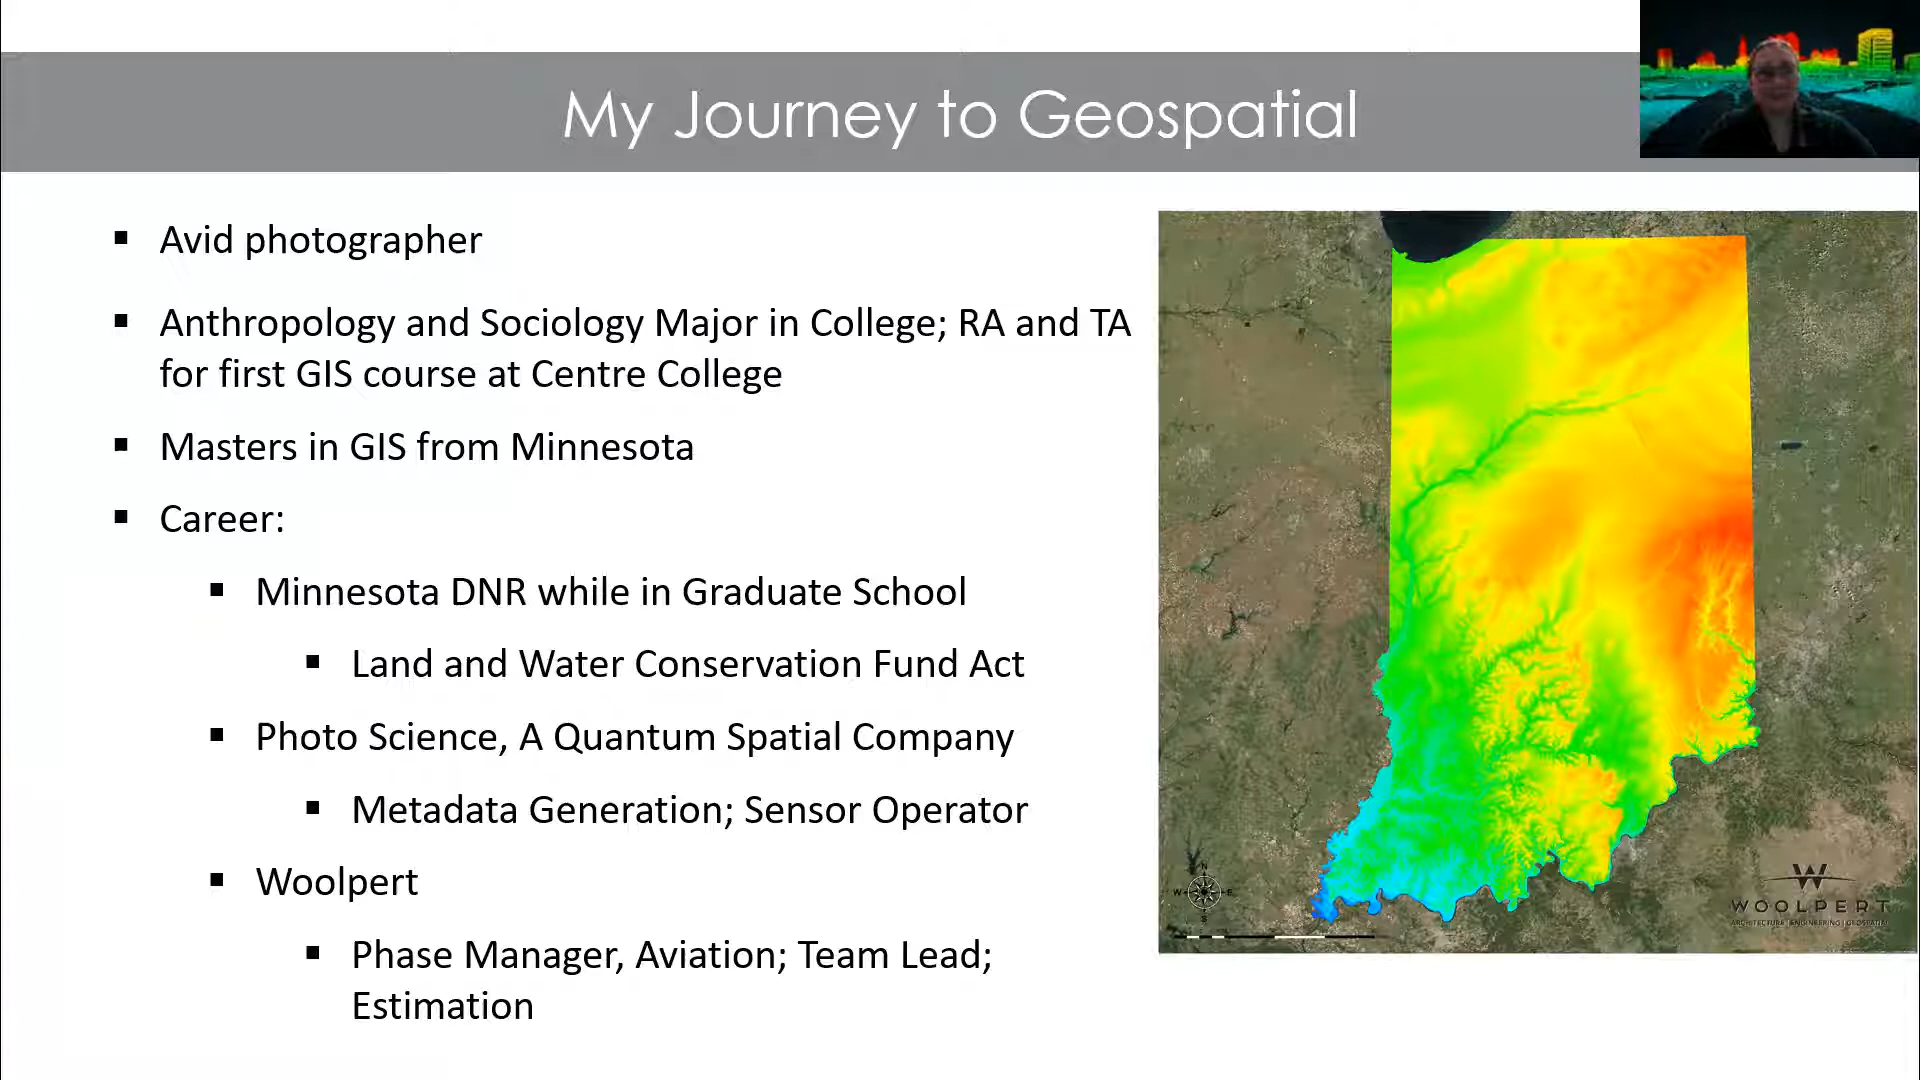 My Journey to Geospatial
▪ Avid photographer
▪ Anthropology and Sociology Major in College; RA and TA
for first GIS course at Centre College
▪ Masters in GIS from Minnesota
▪ Career:
▪ Minnesota DNR while in Graduate School
▪ Land and Water Conservation Fund Act
▪ Photo Science, A Quantum Spatial Company
▪ Metadata Generation; Sensor Operator
▪ Woolpert
▪ Phase Manager, Aviation; Team Lead;
Estimation
N
W E
S
WOOLPERT
ARCHITECTURE | ENGINEERING | GEOSPATIAL